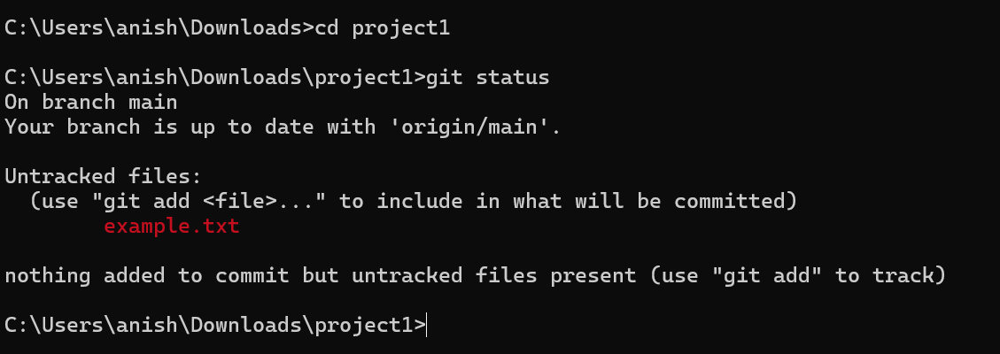 C:\Users\anish\Downloads>cd project1
C:\Users\anish\Downloads\project1>git status
On branch main
Your branch is up to date with 'origin/main'.
Untracked files:
  (use "git add <file>..." to include in what will be committed)
        example.txt
nothing added to commit but untracked files present (use "git add" to track)
C:\Users\anish\Downloads\project1>